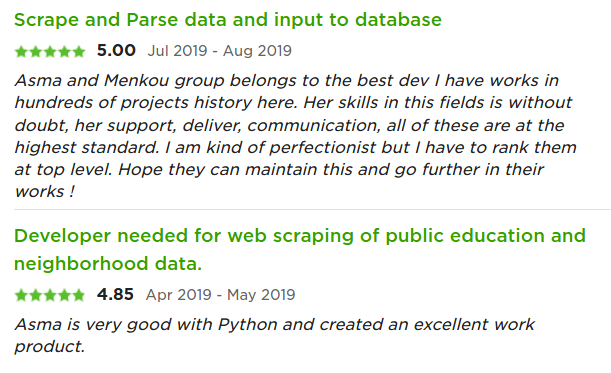 Scrape and Parse data and input to database
5.00 Jul 2019 - Aug 2019
Asma and Menkou group belongs to the best dev I have works in
hundreds of projects history here. Her skills in this fields is without
doubt, her support, deliver, communication, all of these are at the
highest standard. I am kind of perfectionist but I have to rank them
at top level. Hope they can maintain this and go further in their
works !
Developer needed for web scraping of public education and
neighborhood data.
4.85 Apr 2019 - May 2019
Asma is very good with Python and created an excellent work
product.